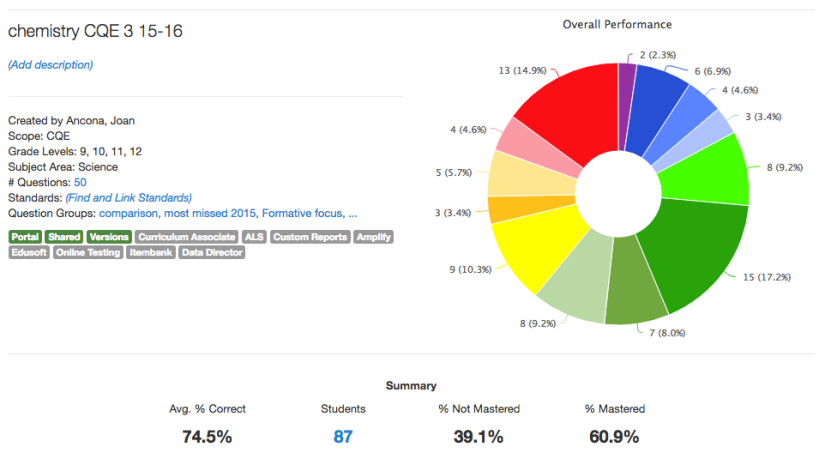 chemistry CQE 3 15-16
(Add description)
Created by Ancona, Joan
Scope: CQE
Grade Levels: 9, 10, 11, 12
Subject Area: Science
# Questions: 50
Standards: (Find and Link Standards)
Question Groups: comparison, most missed 2015, Formative focus, ...
Portal Shared Versions Curriculum Associate ALS Custom Reports Amplify
Edusoft Online Testing Itembank Data Director
Overall Performance
2 (2.3%)
6 (6.9%)
4 (4.6%)
3 (3.4%)
8 (9.2%)
15 (17.2%)
7 (8.0%)
8 (9.2%)
9 (10.3%)
3 (3.4%)
5 (5.7%)
4 (4.6%)
13 (14.9%)
Summary
Avg. % Correct Students % Not Mastered % Mastered
74.5% 87 39.1% 60.9%